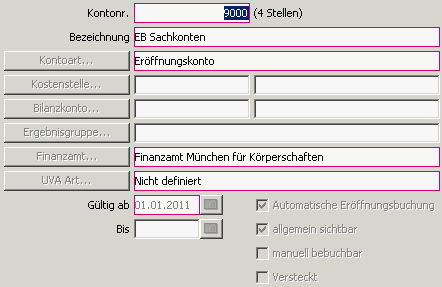 Kontonr. 9000 (4 Stellen)
Bezeichnung EB Sachkonten
Kontoart... Eröffnungskonto
Kostenstelle...
Bilanzkonto...
Ergebnisgruppe...
Finanzamt... Finanzamt München für Körperschaften
UVA Art... Nicht definiert
Gültig ab 01.01.2011 Automatische Eröffnungsbuchung
Bis allgemein sichtbar
manuell bebuchbar
Versteckt